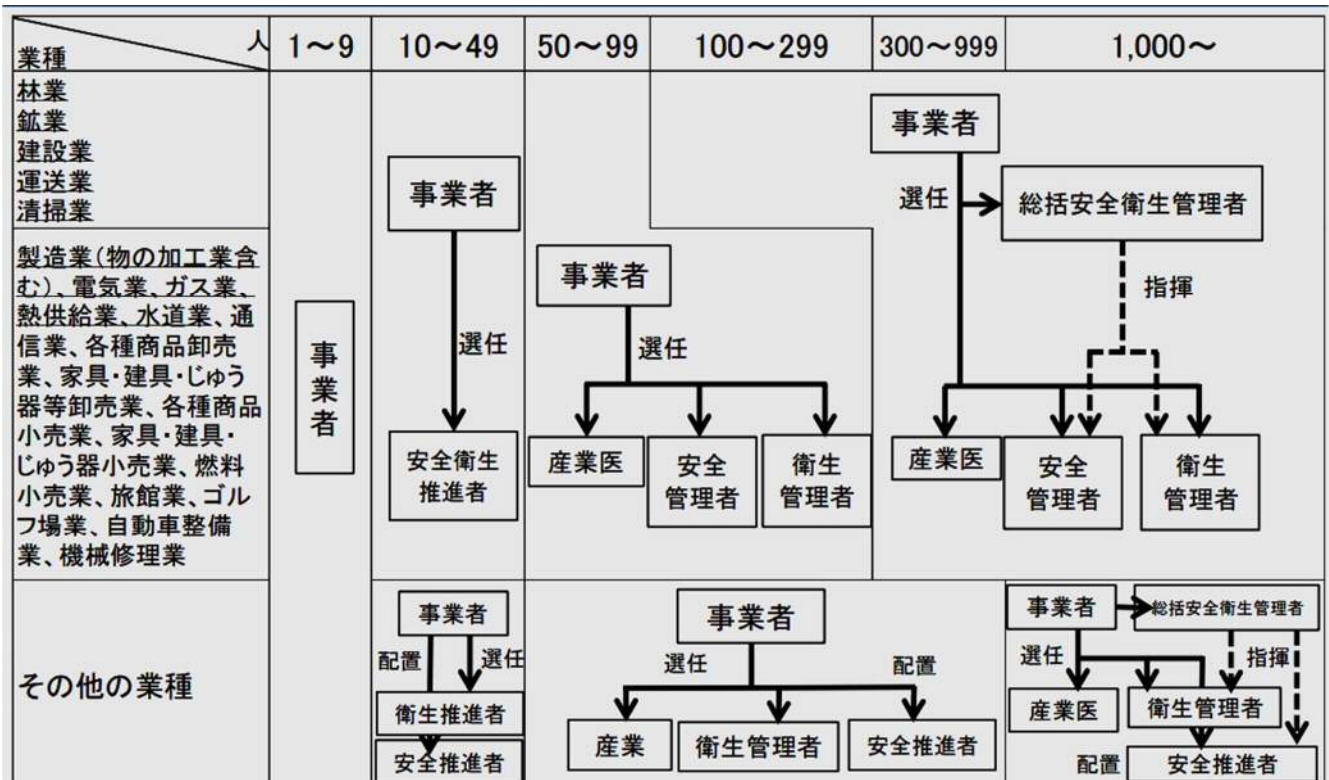 人
業種
1～9
10～49
50～99
100～299
300～999
1,000～
林業
鉱業
建設業
運送業
清掃業
製造業(物の加工業含
む)、電気業、ガス業、
熱供給業、水道業、通
信業、各種商品卸売
業、家具・建具・じゅう
器等卸売業、各種商品
小売業、家具・建具・
じゅう器小売業、燃料
小売業、旅館業、ゴル
フ場業、自動車整備
業、機械修理業
事
業
者
事業者
選任
安全衛生
推進者
事業者
選任
産業医
安全
管理者
衛生
管理者
事業者
選任
総括安全衛生管理者
指揮
産業医
安全
管理者
衛生
管理者
その他の業種
事業者
配置
選任
衛生推進者
安全推進者
事業者
選任
配置
産業
衛生管理者
安全推進者
事業者
総括安全衛生管理者
選任
指揮
産業医
衛生管理者
配置
安全推進者